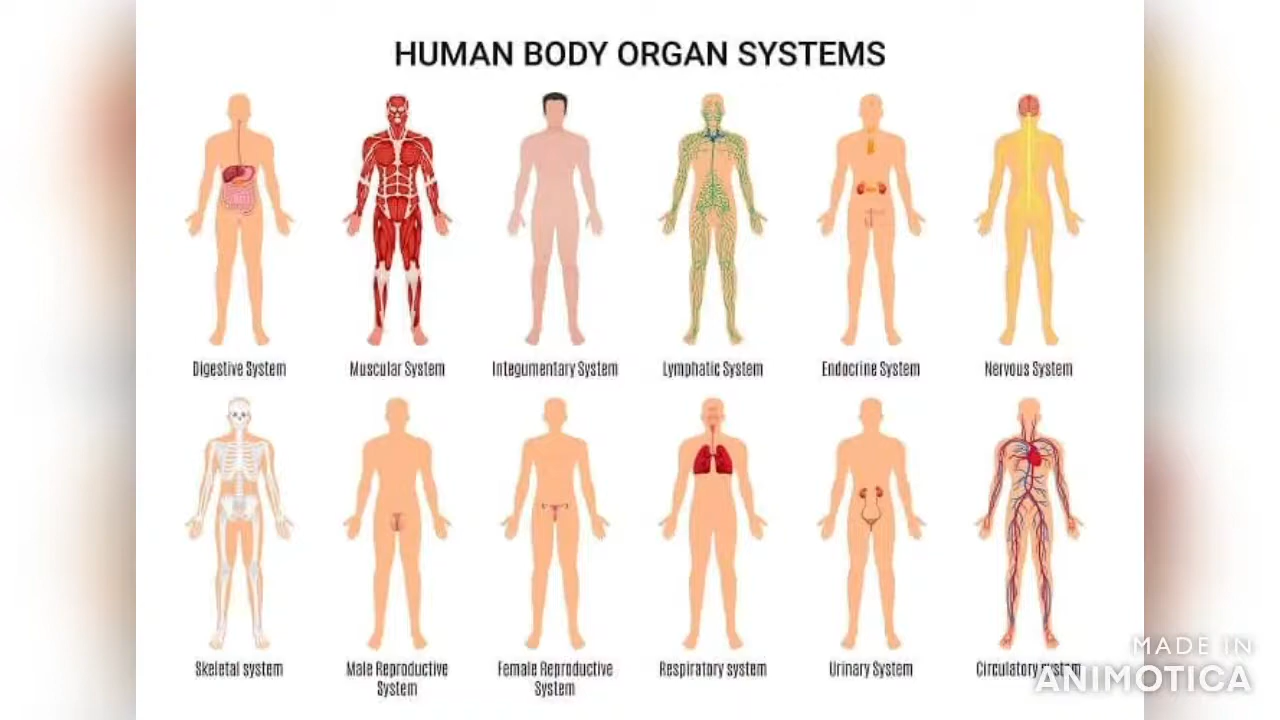 HUMAN BODY ORGAN SYSTEMS
Digestive System
Muscular System
Integumentary System
Lymphatic System
Endocrine System
Nervous System
Skeletal system
Male Reproductive
System
Female Reproductive
System
Respiratory system
Urinary System
Circulatory system
MADE IN
ANIMOTICA